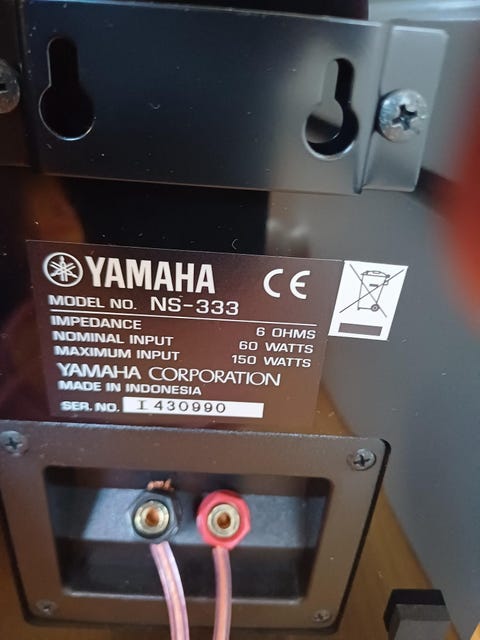 YAMAHA CE
MODEL NO. NS-333
IMPEDANCE 6 OHMS
NOMINAL INPUT 60 WATTS
MAXIMUM INPUT 150 WATTS
YAMAHA CORPORATION
MADE IN INDONESIA
SER. NO. I 430990